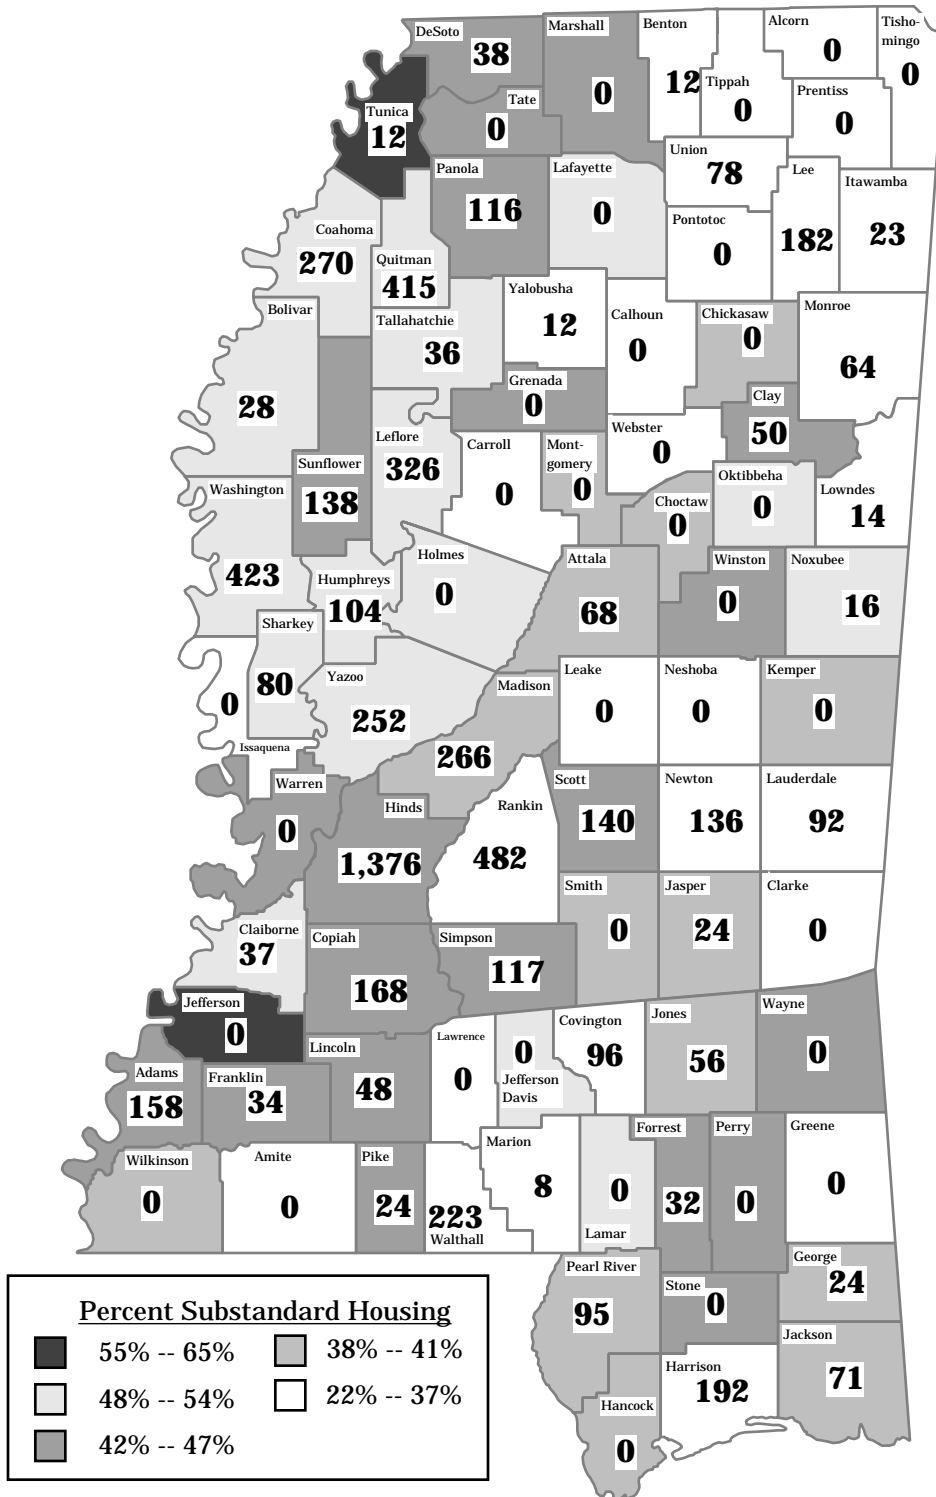 DeSoto
38
Marshall
0
Benton
12
Alcorn
0
Tisho-
mingo
0
Tippah
0
Prentiss
0
Tunica
12
Tate
0
Union
78
Lee
182
Itawamba
23
Panola
116
Lafayette
0
Pontotoc
0
Coahoma
270
Quitman
415
Bolivar
28
Tallahatchie
36
Yalobusha
12
Calhoun
0
Chickasaw
0
Monroe
64
Grenada
0
Clay
50
Sunflower
138
Leflore
326
Carroll
0
Mont-
gomery
0
Webster
0
Choctaw
0
Oktibbeha
0
Lowndes
14
Washington
423
Humphreys
104
Holmes
0
Attala
68
Winston
0
Noxubee
16
Sharkey
80
Yazoo
252
0
Issaquena
Madison
266
Leake
0
Neshoba
0
Kemper
0
Warren
0
Hinds
1,376
Rankin
482
Scott
140
Newton
136
Lauderdale
92
Claiborne
37
Copiah
168
Simpson
117
Smith
0
Jasper
24
Clarke
0
Jefferson
0
Lincoln
48
Lawrence
0
0
Jefferson
Davis
Covington
96
Jones
56
Wayne
0
Adams
158
Franklin
34
Wilkinson
0
Amite
0
Pike
24
223
Walthall
Marion
8
0
Lamar
Forrest
32
Perry
0
Greene
0
Pearl River
95
Stone
0
George
24
Hancock
0
Harrison
192
Jackson
71
Percent Substandard Housing
55% -- 65%
38% -- 41%
48% -- 54%
22% -- 37%
42% -- 47%